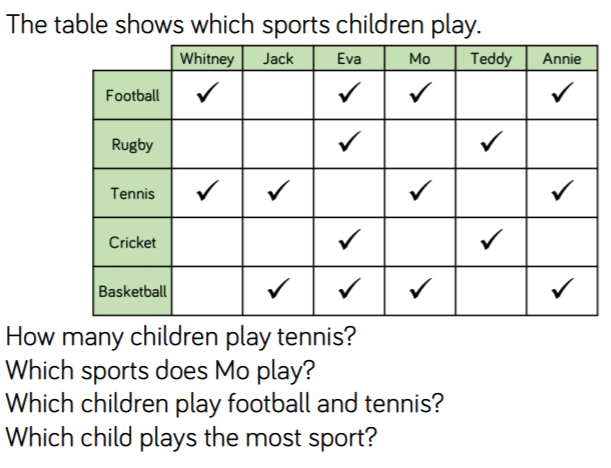 The table shows which sports children play.
Whitney Jack Eva Mo Teddy Annie
Football ✓ ✓ ✓ ✓
Rugby ✓ ✓
Tennis ✓ ✓ ✓ ✓
Cricket ✓ ✓
Basketball ✓ ✓ ✓ ✓
How many children play tennis?
Which sports does Mo play?
Which children play football and tennis?
Which child plays the most sport?